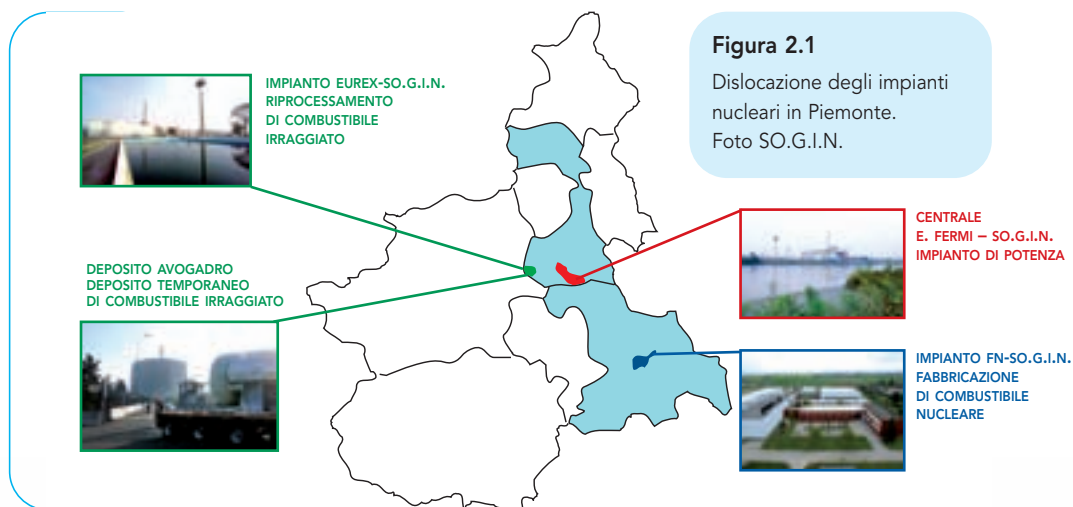 Figura 2.1
Dislocazione degli impianti
nucleari in Piemonte.
Foto SO.G.I.N.
IMPIANTO EUREX-SO.G.I.N.
RIPROCESSAMENTO
DI COMBUSTIBILE
IRRAGGIATO
DEPOSITO AVOGADRO
DEPOSITO TEMPORANEO
DI COMBUSTIBILE IRRAGGIATO
CENTRALE
E. FERMI – SO.G.I.N.
IMPIANTO DI POTENZA
IMPIANTO FN-SO.G.I.N.
FABBRICAZIONE
DI COMBUSTIBILE
NUCLEARE